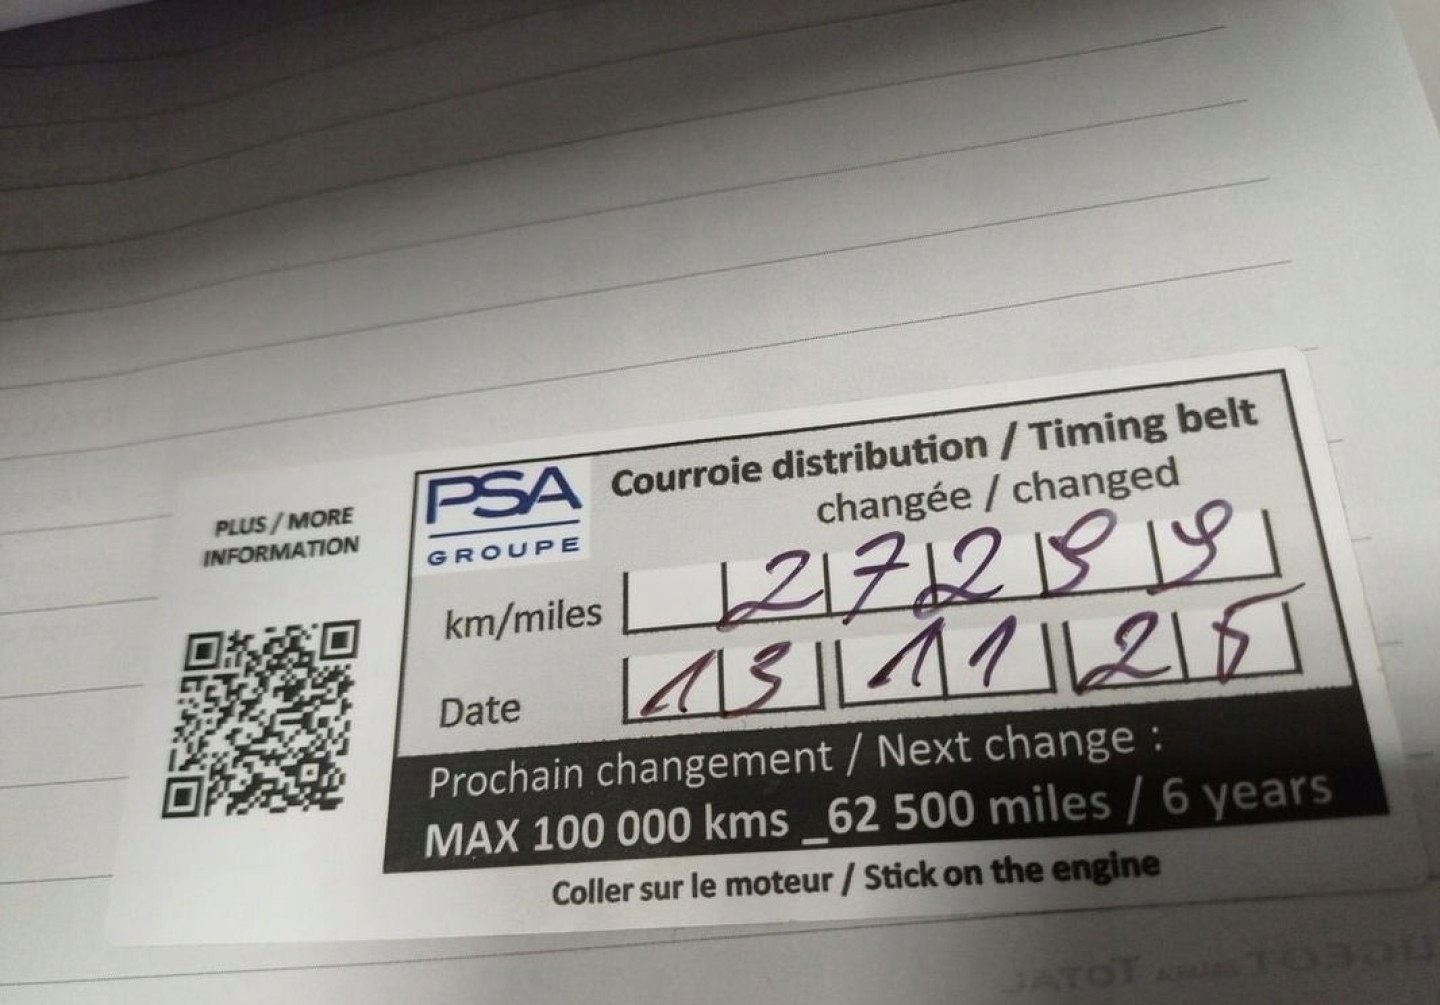 PLUS / MORE
INFORMATION
PSA
GROUPE
Courroie distribution / Timing belt
changée / changed
km/miles 27299
Date 13 11 25
Prochain changement / Next change :
MAX 100 000 kms _62 500 miles / 6 years
Coller sur le moteur / Stick on the engine